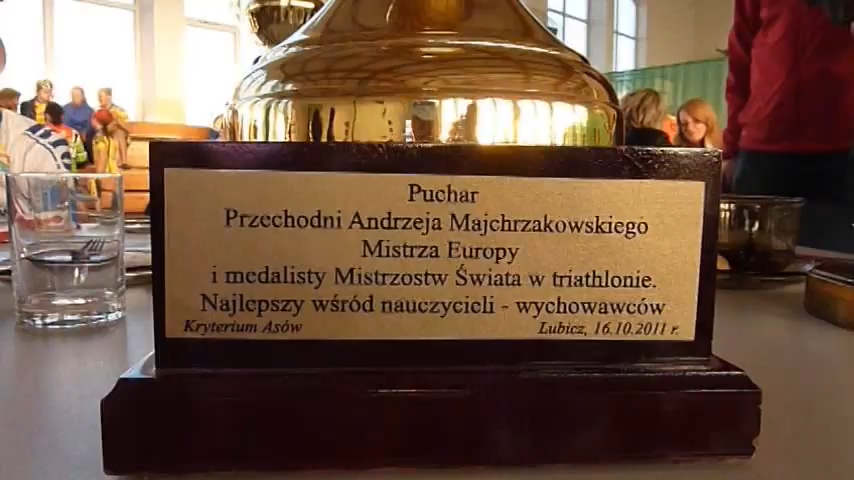 Puchar
Przechodni Andrzeja Majchrzakowskiego
Mistrza Europy
i medalisty Mistrzostw Świata w triathlonie.
Najlepszy wśród nauczycieli - wychowawców
Kryterium Asów Lubicz, 16.10.2011 r.